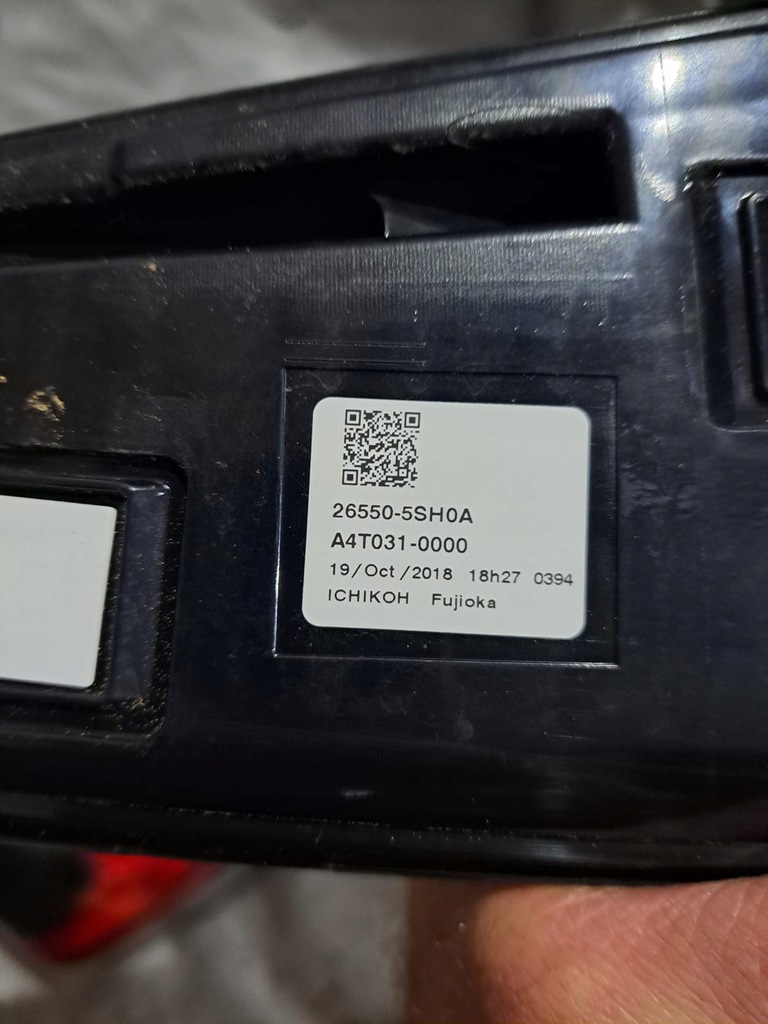 26550-5SH0A
A4T031-0000
19/Oct/2018 18h27 0394
ICHIKOH Fujioka